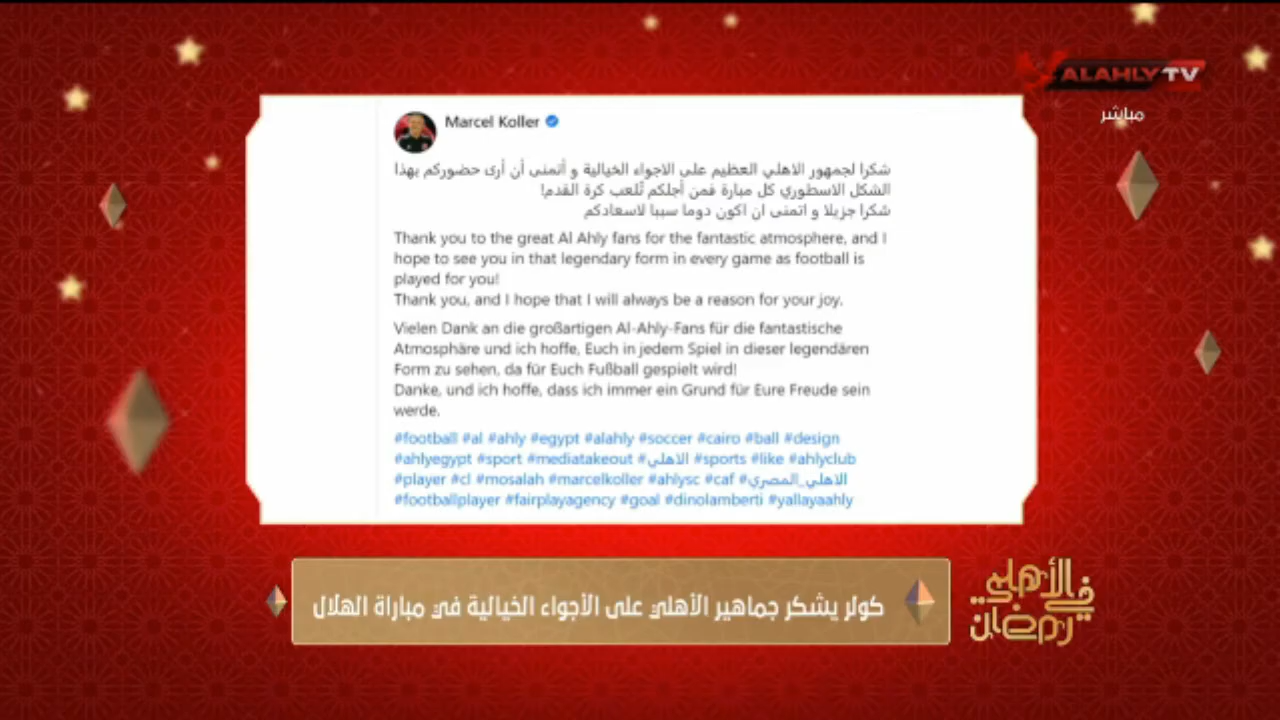 ALAHLY TV
مباشر
Marcel Koller
شكرا لجمهور الاهلي العظيم على الاجواء الخيالية و أتمنى أن أرى حضوركم بهذا
الشكل الاسطوري كل مبارة فمن أجلكم تُلعب كرة القدم!
شكرا جزيلا و اتمنى ان اكون دوما سببا لاسعادكم
Thank you to the great Al Ahly fans for the fantastic atmosphere, and I
hope to see you in that legendary form in every game as football is
played for you!
Thank you, and I hope that I will always be a reason for your joy.
Vielen Dank an die großartigen Al-Ahly-Fans für die fantastische
Atmosphäre und ich hoffe, Euch in jedem Spiel in dieser legendären
Form zu sehen, da für Euch Fußball gespielt wird!
Danke, und ich hoffe, dass ich immer ein Grund für Eure Freude sein
werde.
#football #al #ahly #egypt #alahly #soccer #cairo #ball #design
#ahlyegypt #sport #mediatakeout #الاهلي #sports #like #ahlyclub
#player #cl #mosalah #marcelkoller #ahlysc #caf #الاهلي_المصري
#footballplayer #fairplayagency #goal #dinolamberti #yallayaahly
كولر يشكر جماهير الأهلي على الأجواء الخيالية في مباراة الهلال
الأهلي في
رمضان